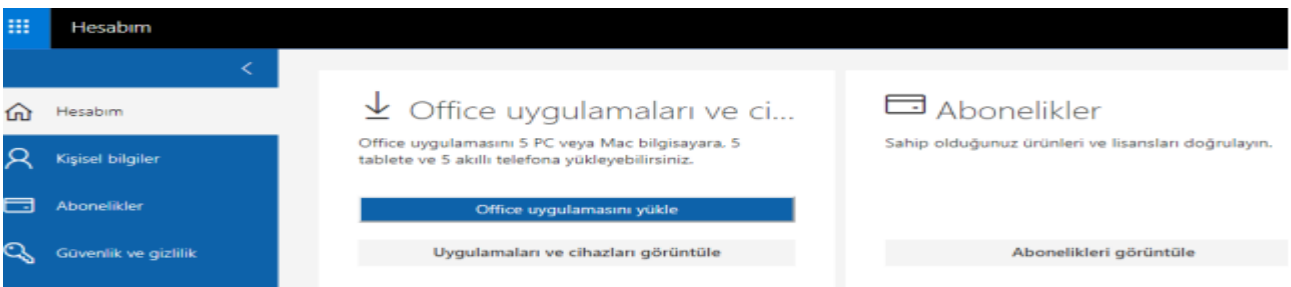 Hesabım
Hesabım
Kişisel bilgiler
Abonelikler
Güvenlik ve gizlilik
Office uygulamaları ve ci...
Office uygulamasını 5 PC veya Mac bilgisayara, 5
tablete ve 5 akıllı telefona yükleyebilirsiniz.
Office uygulamasını yükle
Uygulamaları ve cihazları görüntüle
Abonelikler
Sahip olduğunuz ürünleri ve lisansları doğrulayın.
Abonelikleri görüntüle